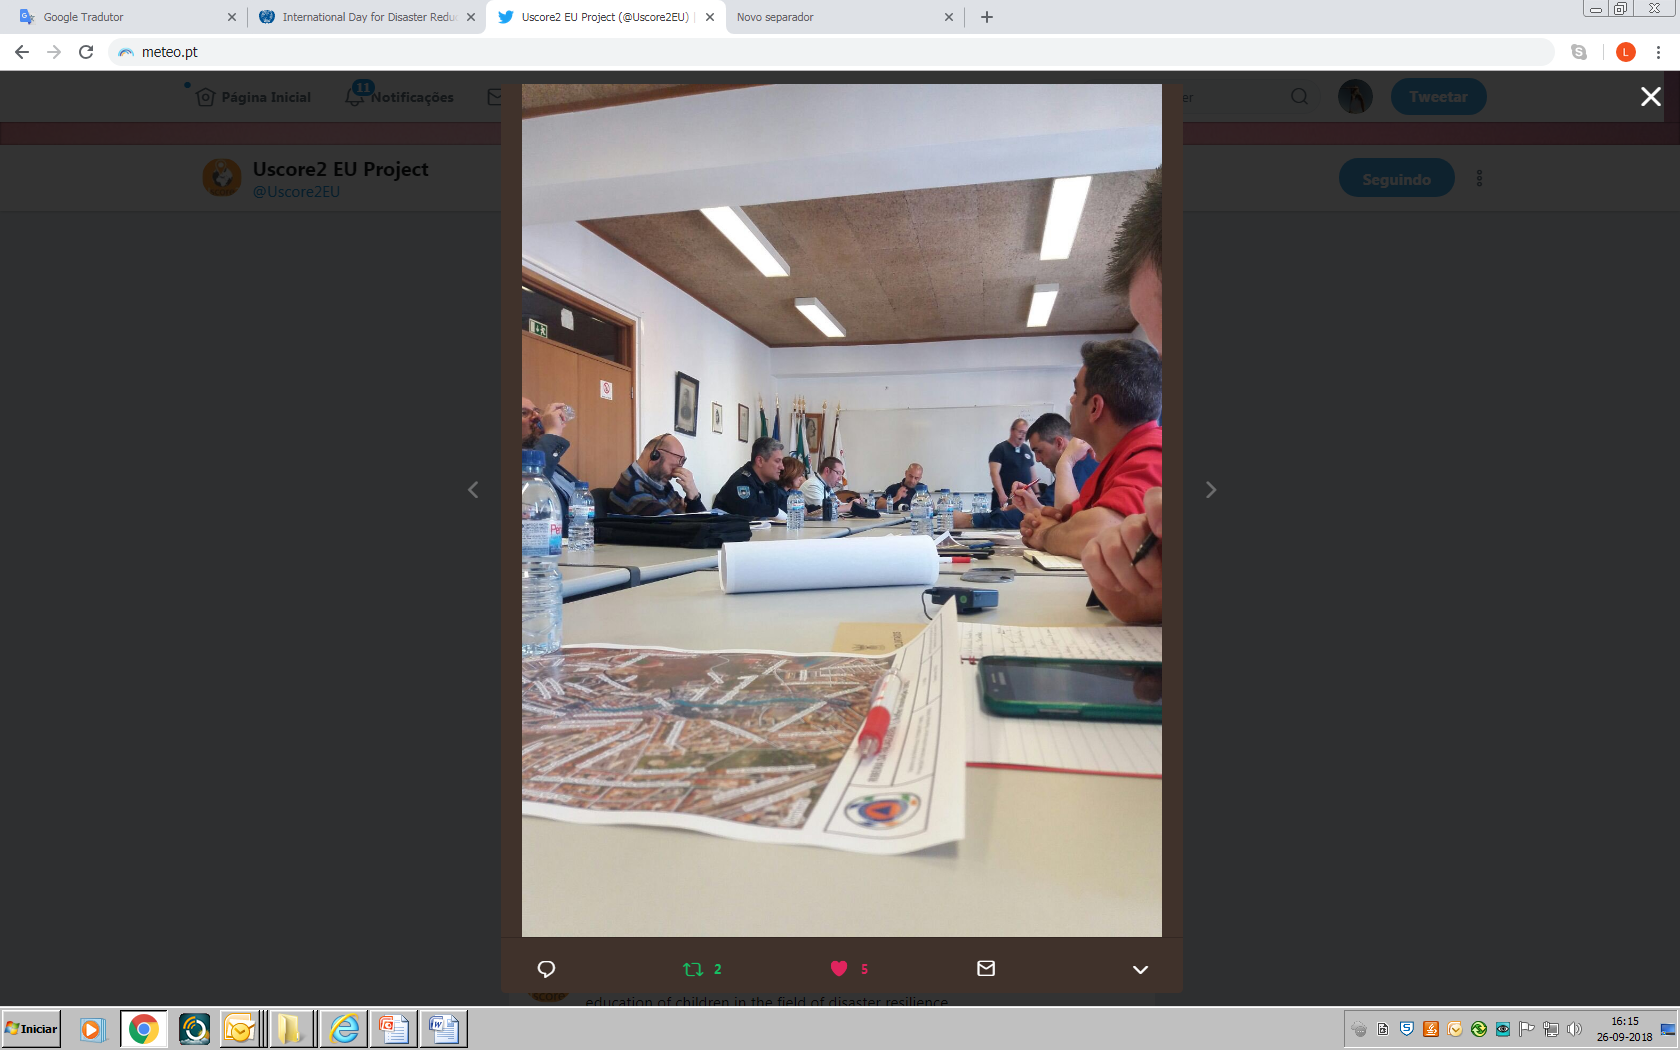 Google Tradutor
International Day for Disaster Redu
Uscore2 EU Project (@Uscore2EU) |
Novo separador
meteo.pt
L
Página Inicial
11
Notificações
er
Tweetar
Uscore2 EU Project
@Uscore2EU
Seguindo
2
5
education of children in the field of disaster resilience
Iniciar
16:15
26-09-2018